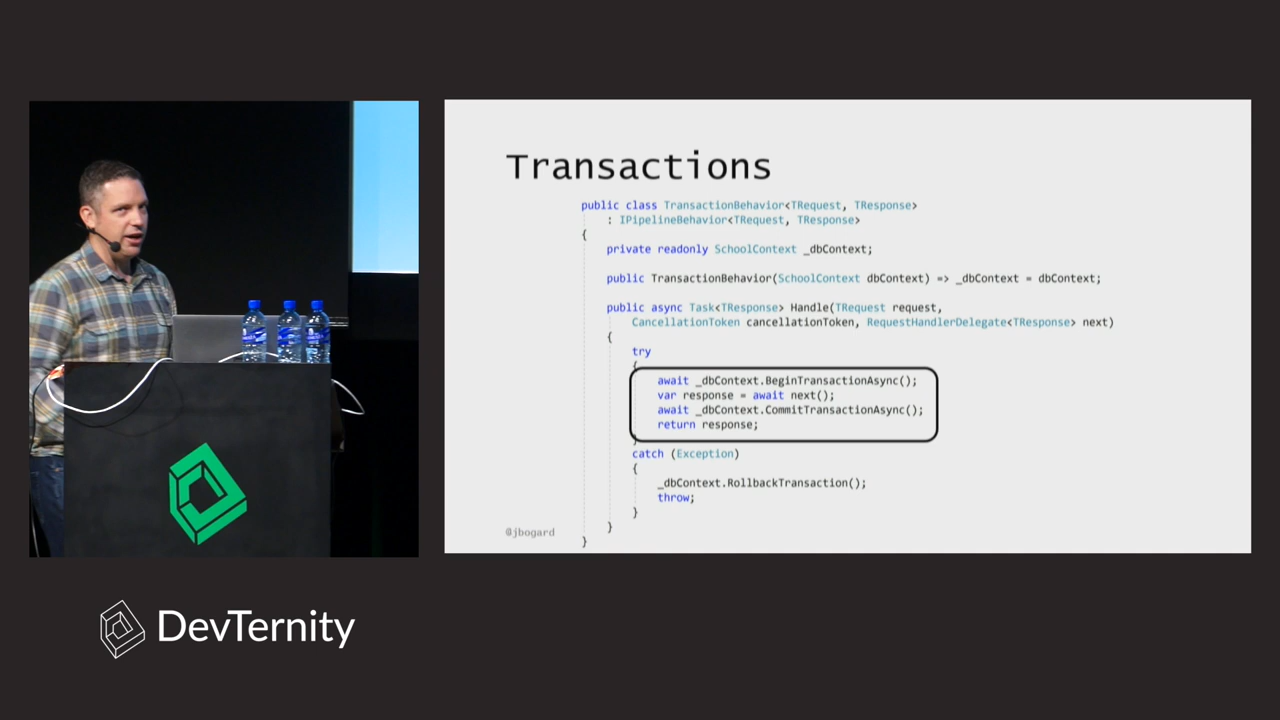 Transactions
public class TransactionBehavior<TRequest, TResponse>
: IPipelineBehavior<TRequest, TResponse>
{
private readonly SchoolContext _dbContext;
public TransactionBehavior(SchoolContext dbContext) => _dbContext = dbContext;
public async Task<TResponse> Handle(TRequest request,
CancellationToken cancellationToken, RequestHandlerDelegate<TResponse> next)
{
try
{
await _dbContext.BeginTransactionAsync();
var response = await next();
await _dbContext.CommitTransactionAsync();
return response;
}
catch (Exception)
{
_dbContext.RollbackTransaction();
throw;
}
}
}
@jbogard
DevTernity